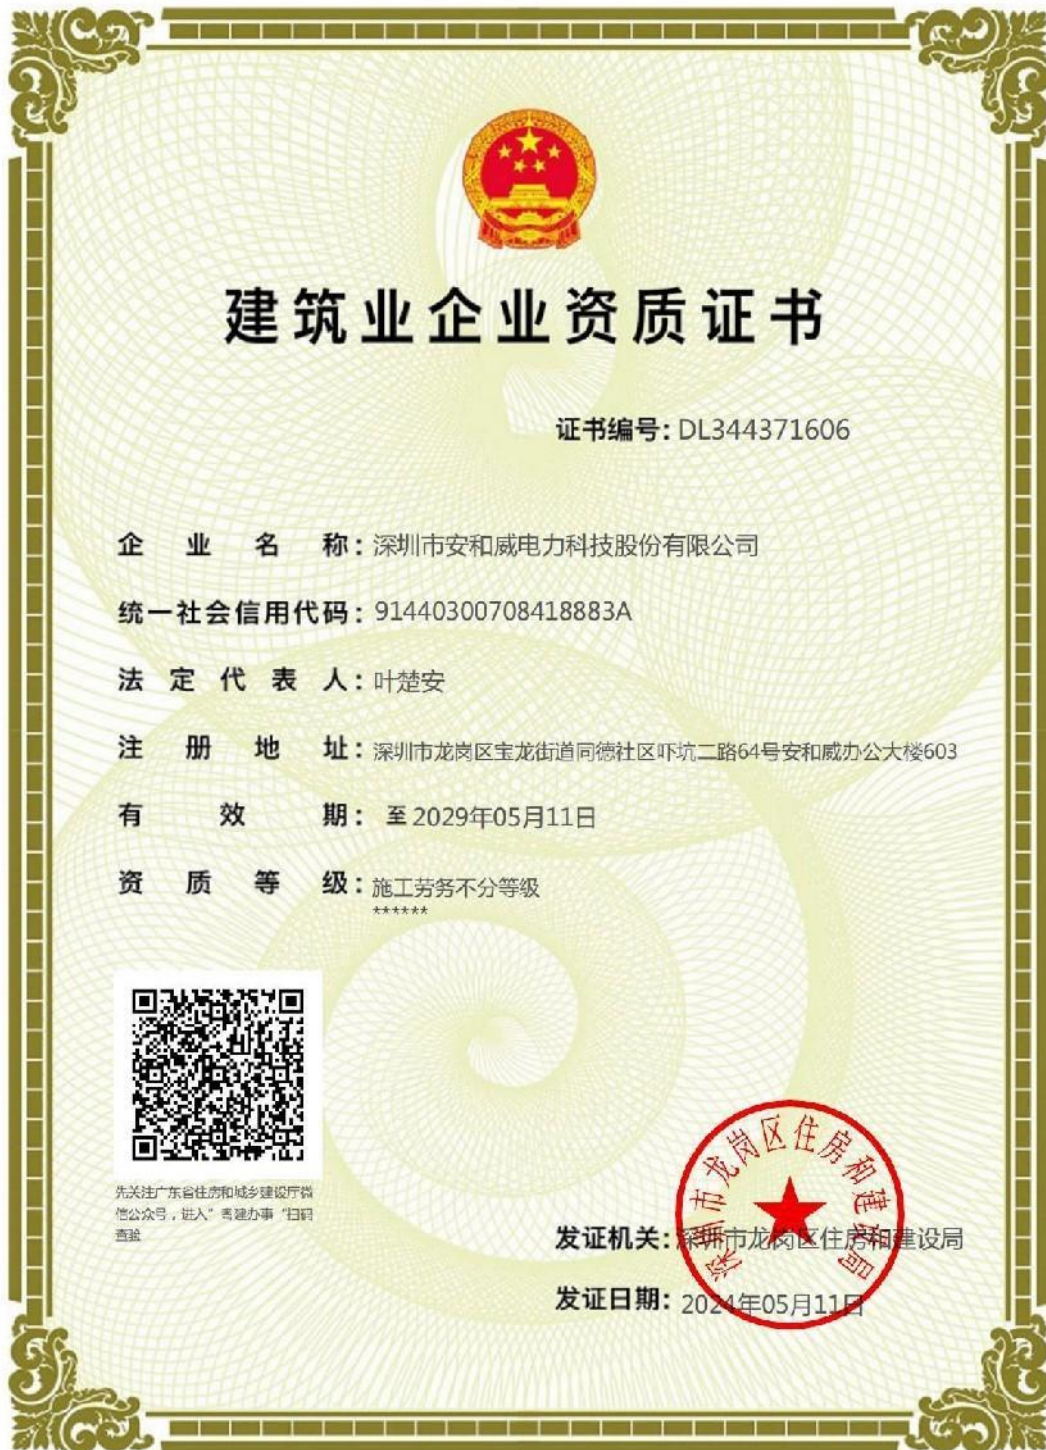 建筑业企业资质证书
证书编号:DL344371606
企业名称:深圳市安和威电力科技股份有限公司
统一社会信用代码:91440300708418883A
法定代表人:叶楚安
注册地址:深圳市龙岗区宝龙街道同德社区吓坑二路64号安和威办公大楼603
有效期:至2029年05月11日
资质等级:施工劳务不分等级
******
先关注广东省住房和城乡建设厅微
信公众号,进入"粤建办事"扫码
查验
深圳市龙岗区住房和建设局
发证机关:深圳市龙岗区住房和建设局
发证日期:2024年05月11日